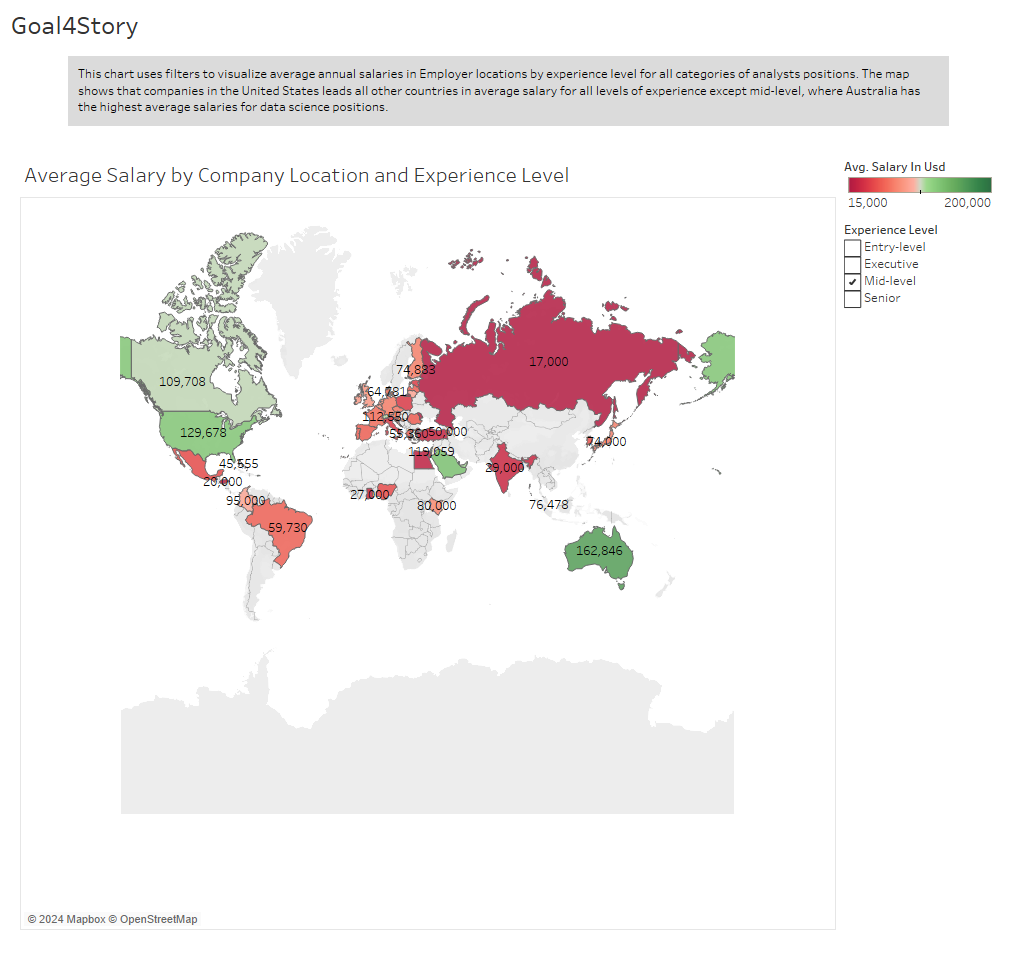 Goal4Story
This chart uses filters to visualize average annual salaries in Employer locations by experience level for all categories of analysts positions. The map
shows that companies in the United States leads all other countries in average salary for all levels of experience except mid-level, where Australia has
the highest average salaries for data science positions.
Average Salary by Company Location and Experience Level
Avg. Salary In Usd
15,000
200,000
Experience Level
Entry-level
Executive
Mid-level
Senior
17,000
74,833
109,708
64,781
112,550
129,678
50,000
74,000
119,059
45,555
29,000
20,000
27,000
95,000
80,000
76,478
59,730
162,846
© 2024 Mapbox © OpenStreetMap